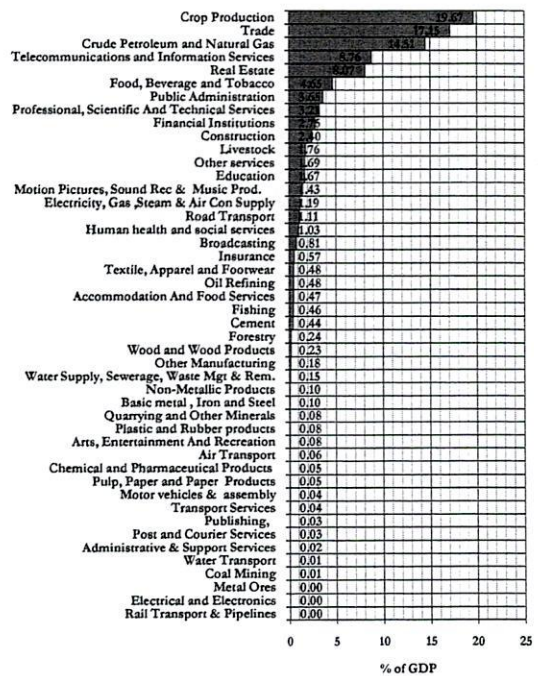 Crop Production 19.67
Trade 17.15
Crude Petroleum and Natural Gas 14.51
Telecommunications and Information Services 8.76
Real Estate 8.07
Food, Beverage and Tobacco 4.65
Public Administration 3.65
Professional, Scientific And Technical Services 3.23
Financial Institutions 2.75
Construction 2.40
Livestock 1.76
Other services 1.69
Education 1.67
Motion Pictures, Sound Rec & Music Prod. 1.43
Electricity, Gas ,Steam & Air Con Supply 1.19
Road Transport 1.11
Human health and social services 1.03
Broadcasting 0.81
Insurance 0.57
Textile, Apparel and Footwear 0.48
Oil Refining 0.48
Accommodation And Food Services 0.47
Fishing 0.46
Cement 0.44
Forestry 0.24
Wood and Wood Products 0.23
Other Manufacturing 0.18
Water Supply, Sewerage, Waste Mgt & Rem. 0.15
Non-Metallic Products 0.10
Basic metal , Iron and Steel 0.10
Quarrying and Other Minerals 0.08
Plastic and Rubber products 0.08
Arts, Entertainment And Recreation 0.08
Air Transport 0.06
Chemical and Pharmaceutical Products 0.05
Pulp, Paper and Paper Products 0.05
Motor vehicles & assembly 0.04
Transport Services 0.04
Publishing, 0.03
Post and Courier Services 0.03
Administrative & Support Services 0.02
Water Transport 0.01
Coal Mining 0.01
Metal Ores 0.00
Electrical and Electronics 0.00
Rail Transport & Pipelines 0.00
0 5 10 15 20 25
% of GDP